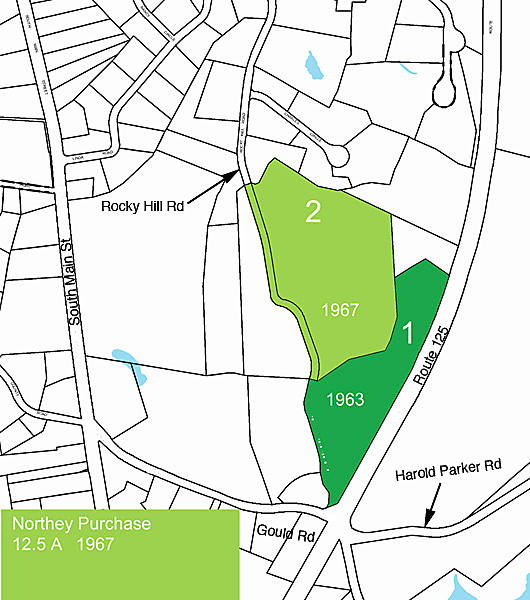 Rocky Hill Rd
2
South Main St
1967
1
Route 125
1963
Harold Parker Rd
Gould Rd
Northey Purchase
12.5 A 1967